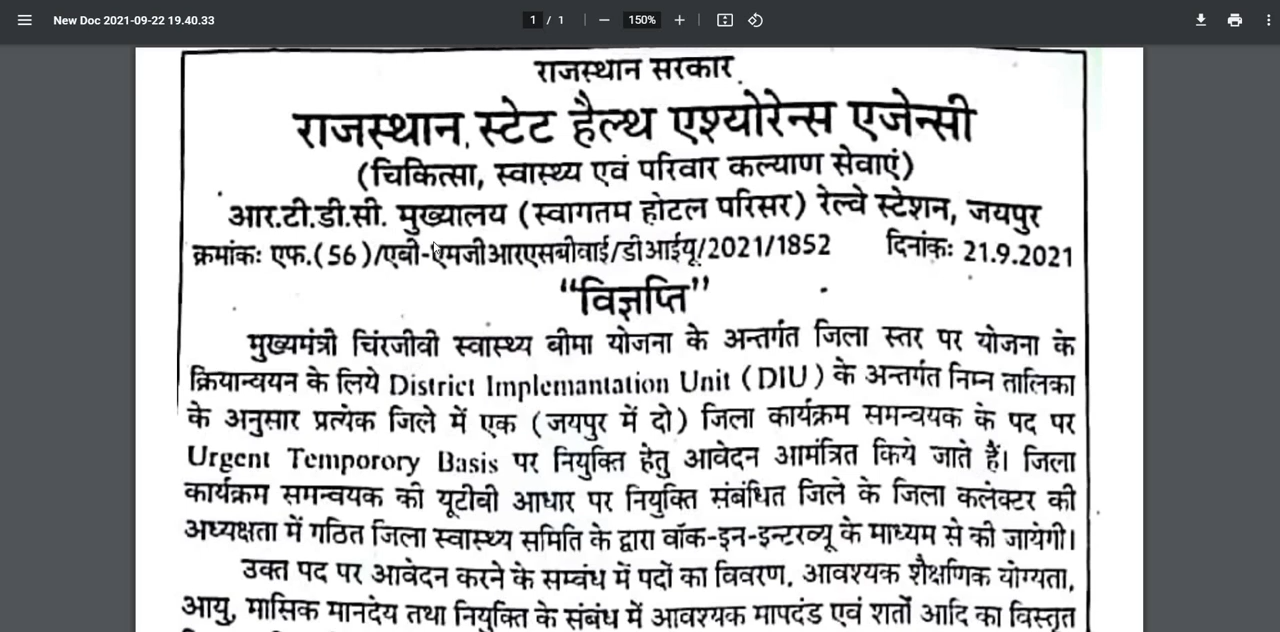 New Doc 2021-09-22 19.40.33
1 / 1
150%
राजस्थान सरकार
राजस्थान स्टेट हैल्थ एश्योरेन्स एजेन्सी
(चिकित्सा, स्वास्थ्य एवं परिवार कल्याण सेवाएं)
आर.टी.डी.सी. मुख्यालय (स्वागतम होटल परिसर) रेल्वे स्टेशन, जयपुर
क्रमांकः एफ.(56)/एबी-एमजीआरएसबीवाई/डीआईयू/2021/1852 दिनांकः 21.9.2021
“विज्ञप्ति”
मुख्यमंत्री चिंरजीवी स्वास्थ्य बीमा योजना के अन्तर्गत जिला स्तर पर योजना के
क्रियान्वयन के लिये District Implemantation Unit (DIU) के अन्तर्गत निम्न तालिका
के अनुसार प्रत्येक जिले में एक (जयपुर में दो) जिला कार्यक्रम समन्वयक के पद पर
Urgent Temporory Basis पर नियुक्ति हेतु आवेदन आमंत्रित किये जाते हैं। जिला
कार्यक्रम समन्वयक की यूटीबी आधार पर नियुक्ति संबंधित जिले के जिला कलेक्टर की
अध्यक्षता में गठित जिला स्वास्थ्य समिति के द्वारा वॉक-इन-इन्टरव्यू के माध्यम से की जायेगी।
उक्त पद पर आवेदन करने के सम्बंध में पदों का विवरण, आवश्यक शैक्षणिक योग्यता,
आयु, मासिक मानदेय तथा नियुक्ति के संबंध में आवश्यक मापदंड एवं शर्तों आदि का विस्तृत